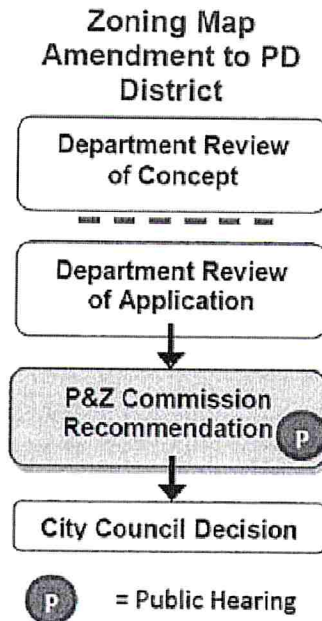 Zoning Map
Amendment to PD
District
Department Review
of Concept
Department Review
of Application
P&Z Commission
Recommendation
P
City Council Decision
P = Public Hearing